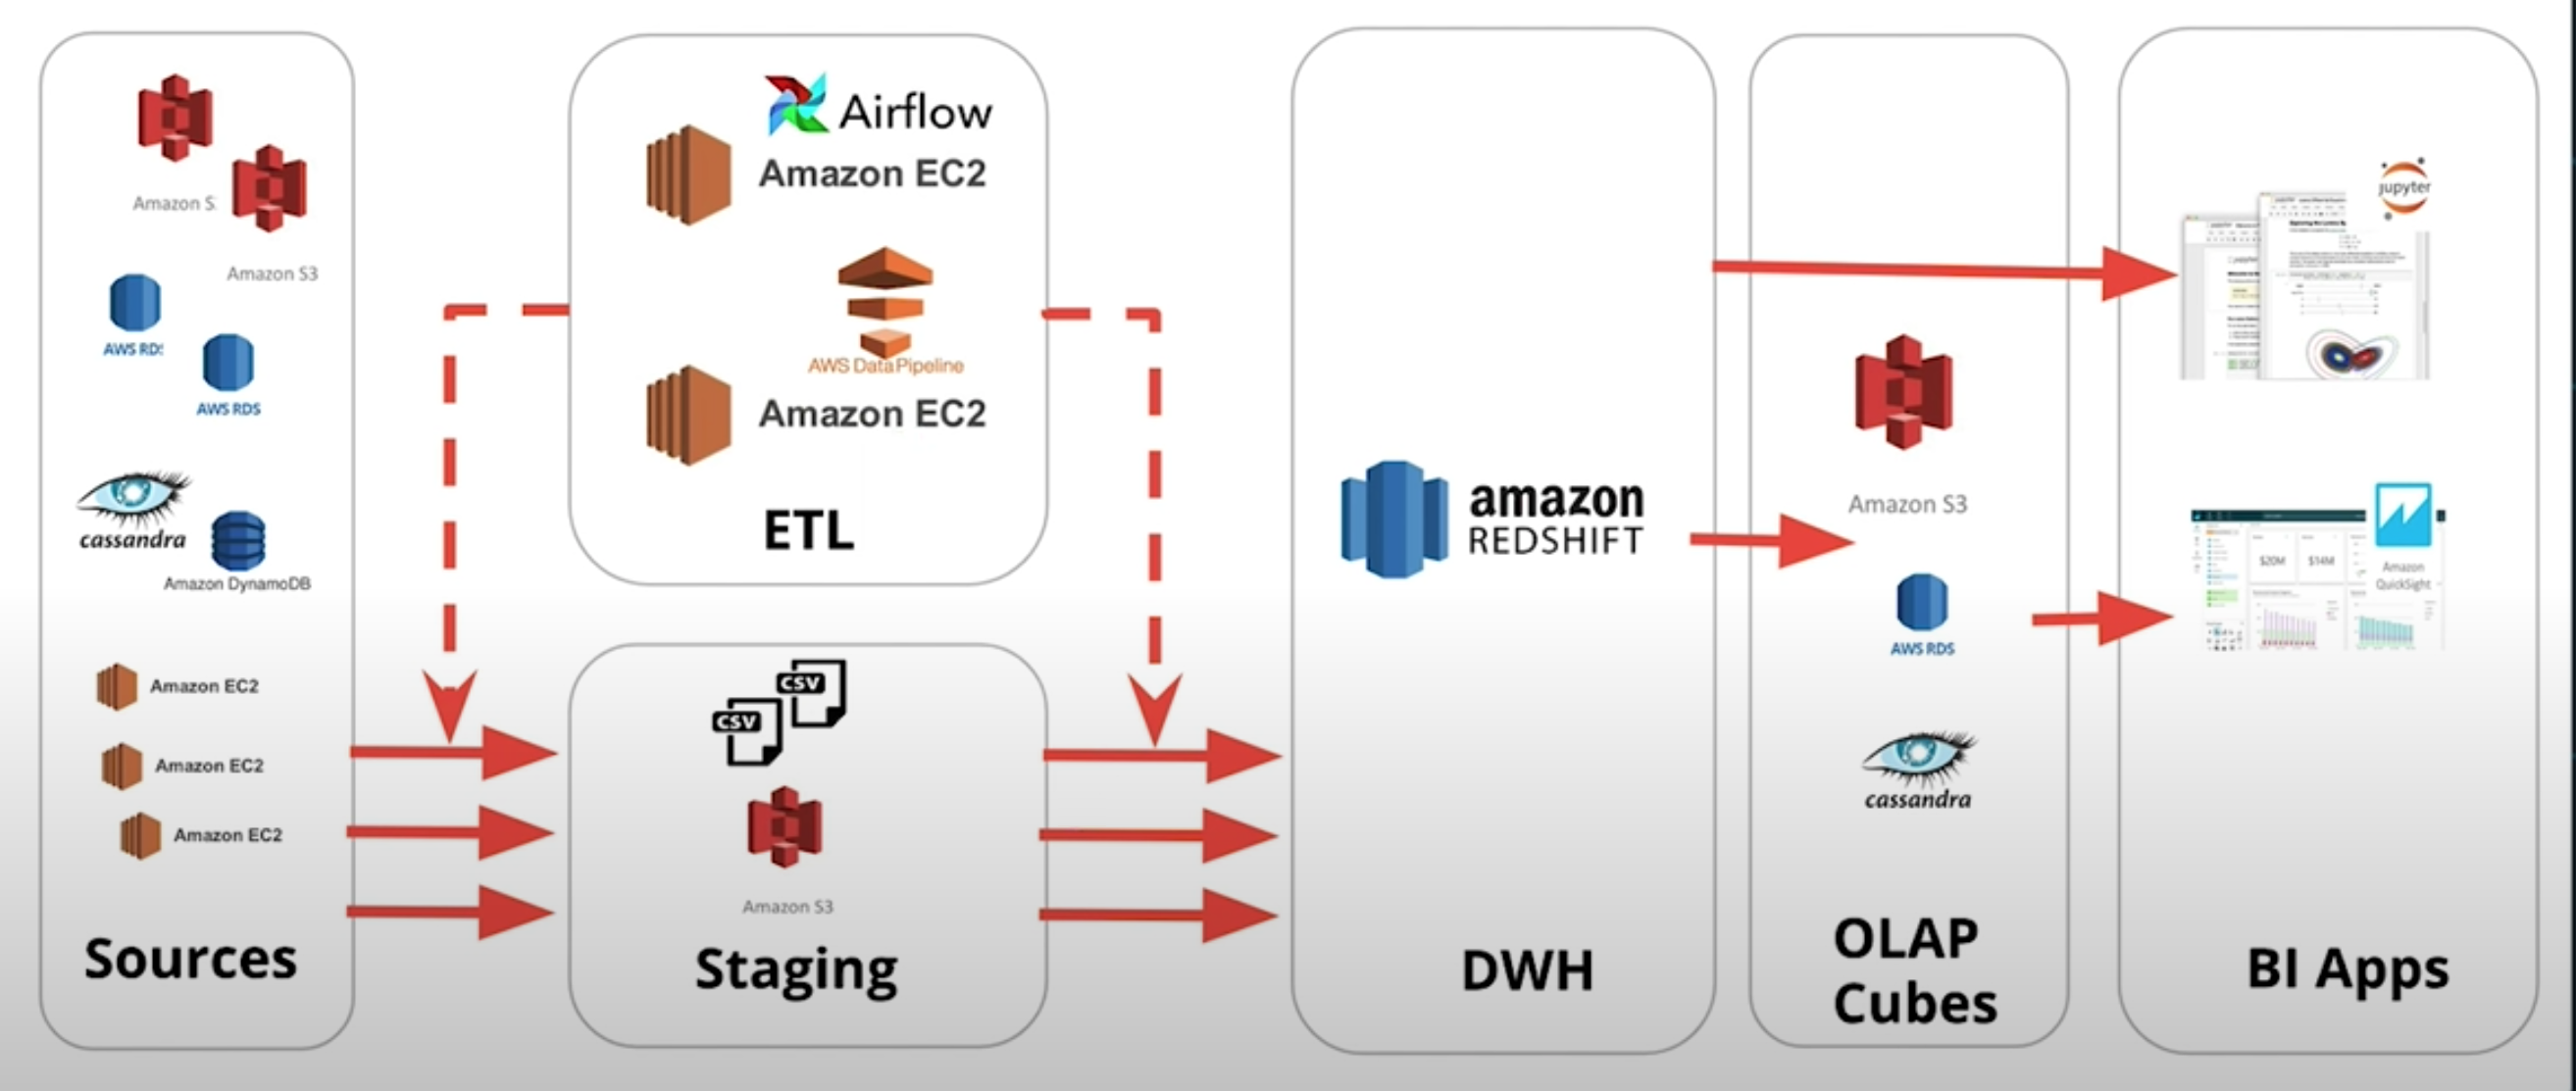 Amazon S
Amazon S3
AWS RDS
AWS RDS
cassandra
Amazon DynamoDB
Amazon EC2
Amazon EC2
Amazon EC2
Sources
Airflow
Amazon EC2
AWS Data Pipeline
Amazon EC2
ETL
CSV
CSV
Amazon S3
Staging
amazon
REDSHIFT
DWH
Amazon S3
AWS RDS
cassandra
OLAP
Cubes
jupyter
Amazon
QuickSight
$20M
$14M
BI Apps